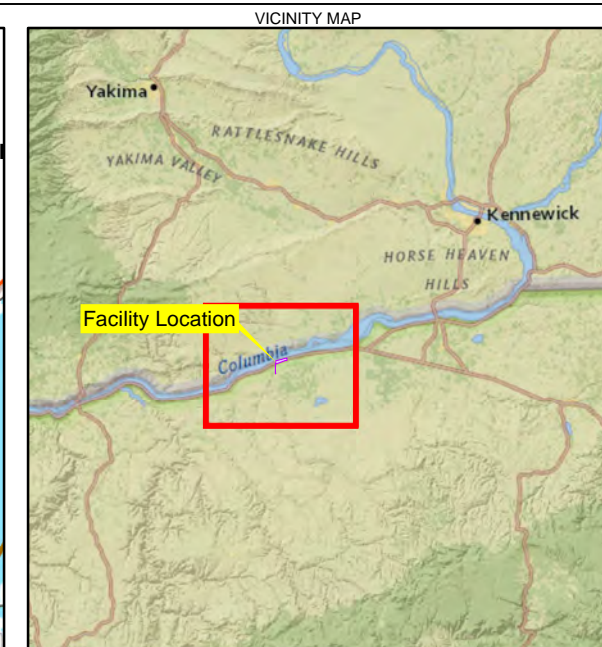 VICINITY MAP
Yakima
RATTLESNAKE HILLS
YAKIMA VALLEY
Kennewick
HORSE HEAVEN
HILLS
Facility Location
Columbia